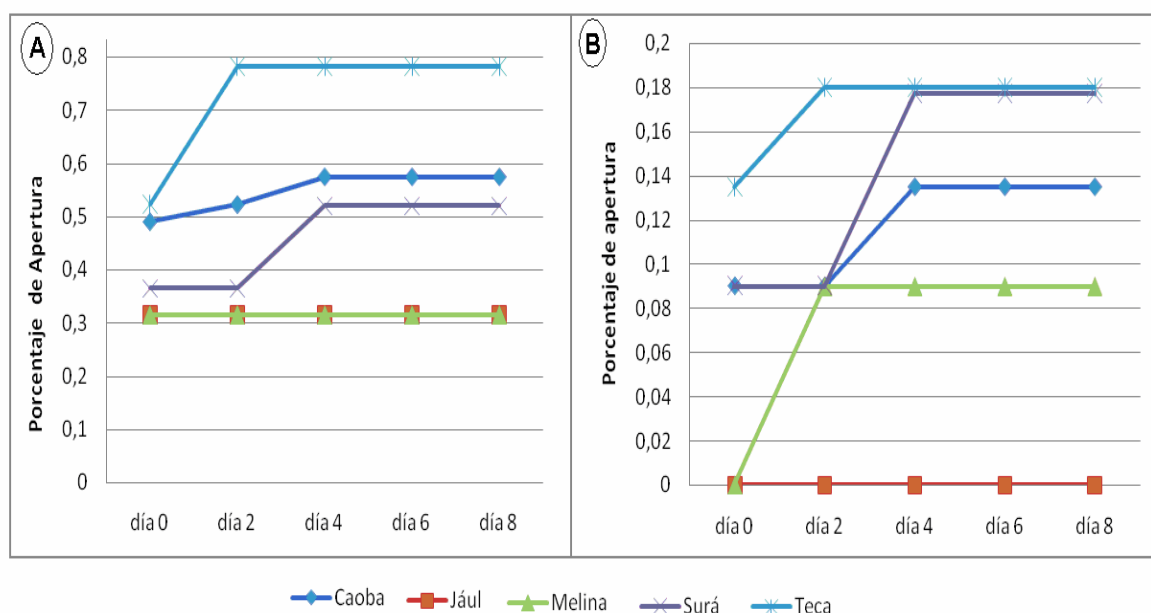 A
Porcentaje de Apertura
0,8
0,7
0,6
0,5
0,4
0,3
0,2
0,1
0
día 0 día 2 día 4 día 6 día 8
B
Porcentaje de apertura
0,2
0,18
0,16
0,14
0,12
0,1
0,08
0,06
0,04
0,02
0
día 0 día 2 día 4 día 6 día 8
Caoba Jául Melina Surá Teca